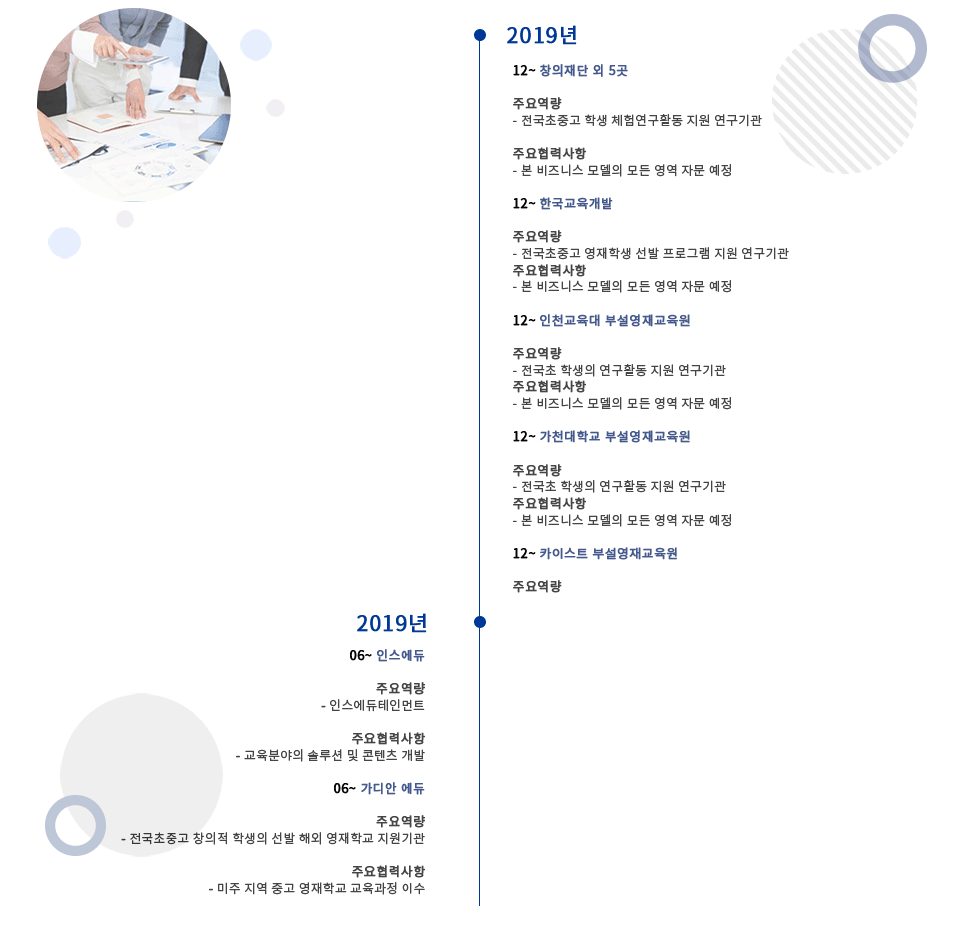 2019년
12~ 창의재단 외 5곳
주요역량
- 전국초중고 학생 체험연구활동 지원 연구기관
주요협력사항
- 본 비즈니스 모델의 모든 영역 자문 예정
12~ 한국교육개발
주요역량
- 전국초중고 영재학생 선발 프로그램 지원 연구기관
주요협력사항
- 본 비즈니스 모델의 모든 영역 자문 예정
12~ 인천교육대 부설영재교육원
주요역량
- 전국초 학생의 연구활동 지원 연구기관
주요협력사항
- 본 비즈니스 모델의 모든 영역 자문 예정
12~ 가천대학교 부설영재교육원
주요역량
- 전국초 학생의 연구활동 지원 연구기관
주요협력사항
- 본 비즈니스 모델의 모든 영역 자문 예정
12~ 카이스트 부설영재교육원
주요역량
2019년
06~ 인스에듀
주요역량
- 인스에듀테인먼트
주요협력사항
- 교육분야의 솔루션 및 콘텐츠 개발
06~ 가디안 에듀
주요역량
- 전국초중고 창의적 학생의 선발 해외 영재학교 지원기관
주요협력사항
- 미주 지역 중고 영재학교 교육과정 이수